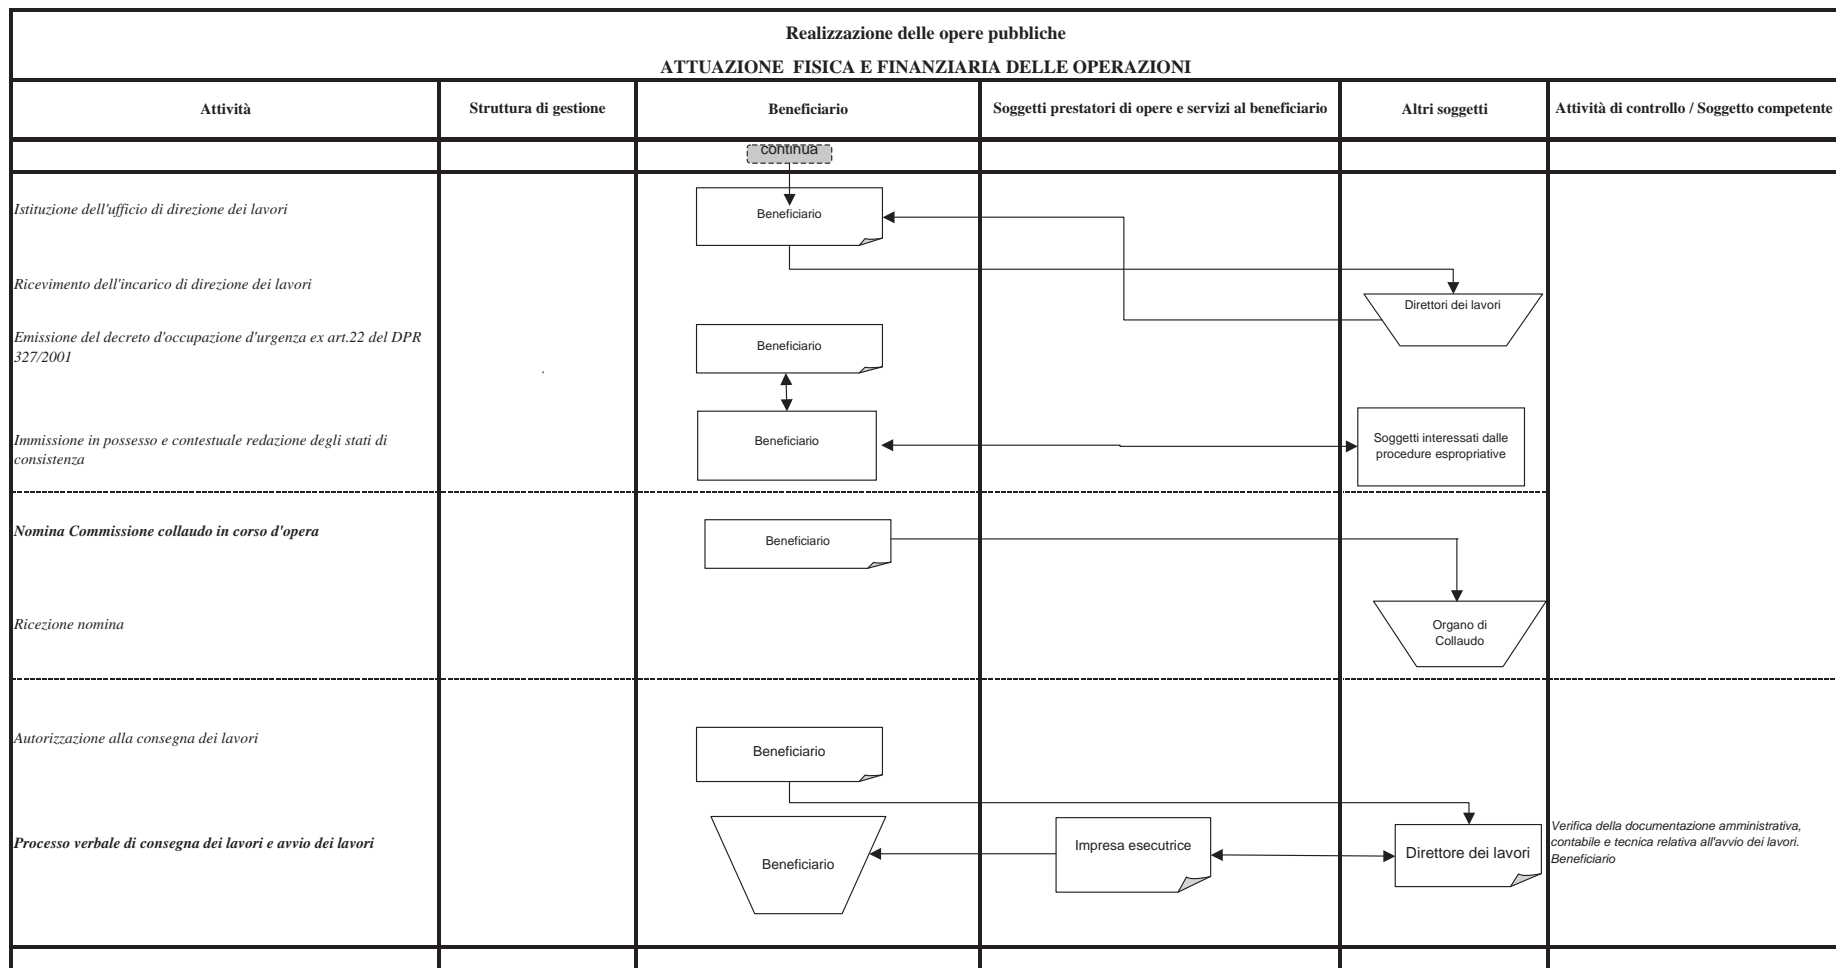 Realizzazione delle opere pubbliche
ATTUAZIONE FISICA E FINANZIARIA DELLE OPERAZIONI
Attività
Struttura di gestione
Beneficiario
Soggetti prestatori di opere e servizi al beneficiario
Altri soggetti
Attività di controllo / Soggetto competente
continua
Istituzione dell'ufficio di direzione dei lavori
Beneficiario
Ricevimento dell'incarico di direzione dei lavori
Direttori dei lavori
Emissione del decreto d'occupazione d'urgenza ex art.22 del DPR
327/2001
Beneficiario
.
Immissione in possesso e contestuale redazione degli stati di
consistenza
Beneficiario
Soggetti interessati dalle
procedure espropriative
Nomina Commissione collaudo in corso d'opera
Beneficiario
Ricezione nomina
Organo di
Collaudo
Autorizzazione alla consegna dei lavori
Beneficiario
Processo verbale di consegna dei lavori e avvio dei lavori
Beneficiario
Impresa esecutrice
Direttore dei lavori
Verifica della documentazione amministrativa,
contabile e tecnica relativa all'avvio dei lavori.
Beneficiario